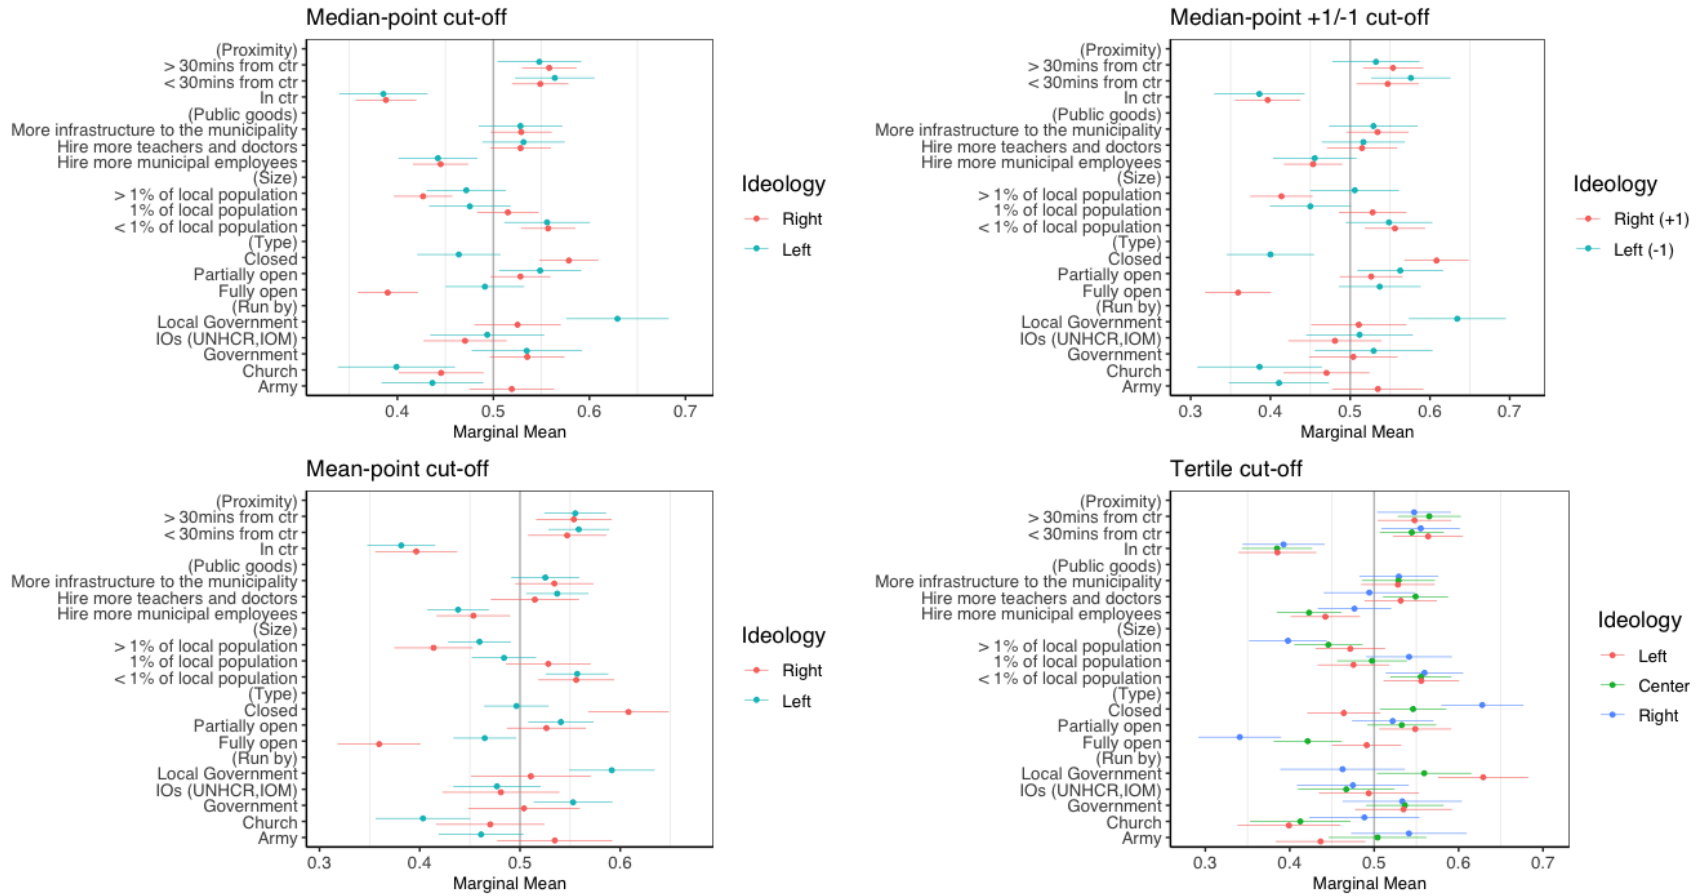 Median-point cut-off
(Proximity)
> 30mins from ctr
< 30mins from ctr
In ctr
(Public goods)
More infrastructure to the municipality
Hire more teachers and doctors
Hire more municipal employees
(Size)
> 1% of local population
1% of local population
< 1% of local population
(Type)
Closed
Partially open
Fully open
(Run by)
Local Government
IOs (UNHCR,IOM)
Government
Church
Army
0.4 0.5 0.6 0.7
Marginal Mean
Ideology
Right
Left
Median-point +1/-1 cut-off
(Proximity)
> 30mins from ctr
< 30mins from ctr
In ctr
(Public goods)
More infrastructure to the municipality
Hire more teachers and doctors
Hire more municipal employees
(Size)
> 1% of local population
1% of local population
< 1% of local population
(Type)
Closed
Partially open
Fully open
(Run by)
Local Government
IOs (UNHCR,IOM)
Government
Church
Army
0.3 0.4 0.5 0.6 0.7
Marginal Mean
Ideology
Right (+1)
Left (-1)
Mean-point cut-off
(Proximity)
> 30mins from ctr
< 30mins from ctr
In ctr
(Public goods)
More infrastructure to the municipality
Hire more teachers and doctors
Hire more municipal employees
(Size)
> 1% of local population
1% of local population
< 1% of local population
(Type)
Closed
Partially open
Fully open
(Run by)
Local Government
IOs (UNHCR,IOM)
Government
Church
Army
0.3 0.4 0.5 0.6
Marginal Mean
Ideology
Right
Left
Tertile cut-off
(Proximity)
> 30mins from ctr
< 30mins from ctr
In ctr
(Public goods)
More infrastructure to the municipality
Hire more teachers and doctors
Hire more municipal employees
(Size)
> 1% of local population
1% of local population
< 1% of local population
(Type)
Closed
Partially open
Fully open
(Run by)
Local Government
IOs (UNHCR,IOM)
Government
Church
Army
0.3 0.4 0.5 0.6 0.7
Marginal Mean
Ideology
Left
Center
Right